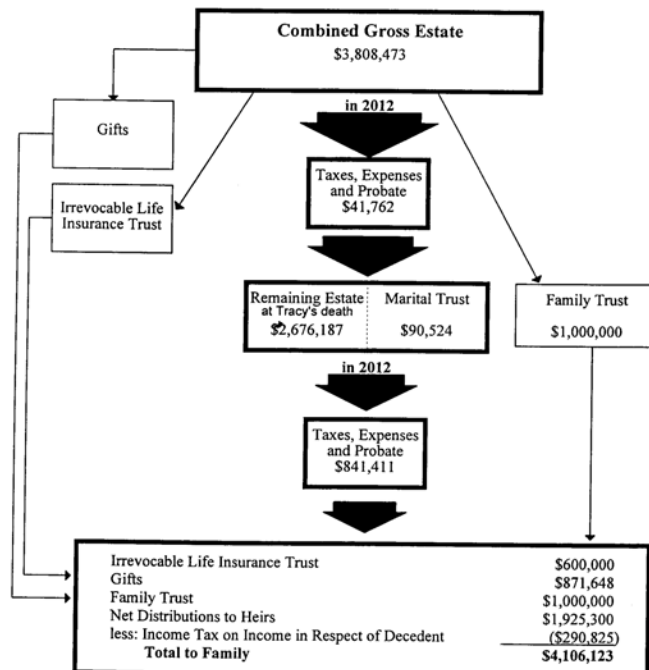 Combined Gross Estate
$3,808,473
in 2012
Gifts
Taxes, Expenses
and Probate
$41,762
Irrevocable Life
Insurance Trust
Remaining Estate
at Tracy's death
$2,676,187
Marital Trust
$90,524
Family Trust
$1,000,000
in 2012
Taxes, Expenses
and Probate
$841,411
Irrevocable Life Insurance Trust $600,000
Gifts $871,648
Family Trust $1,000,000
Net Distributions to Heirs $1,925,300
less: Income Tax on Income in Respect of Decedent ($290,825)
Total to Family $4,106,123